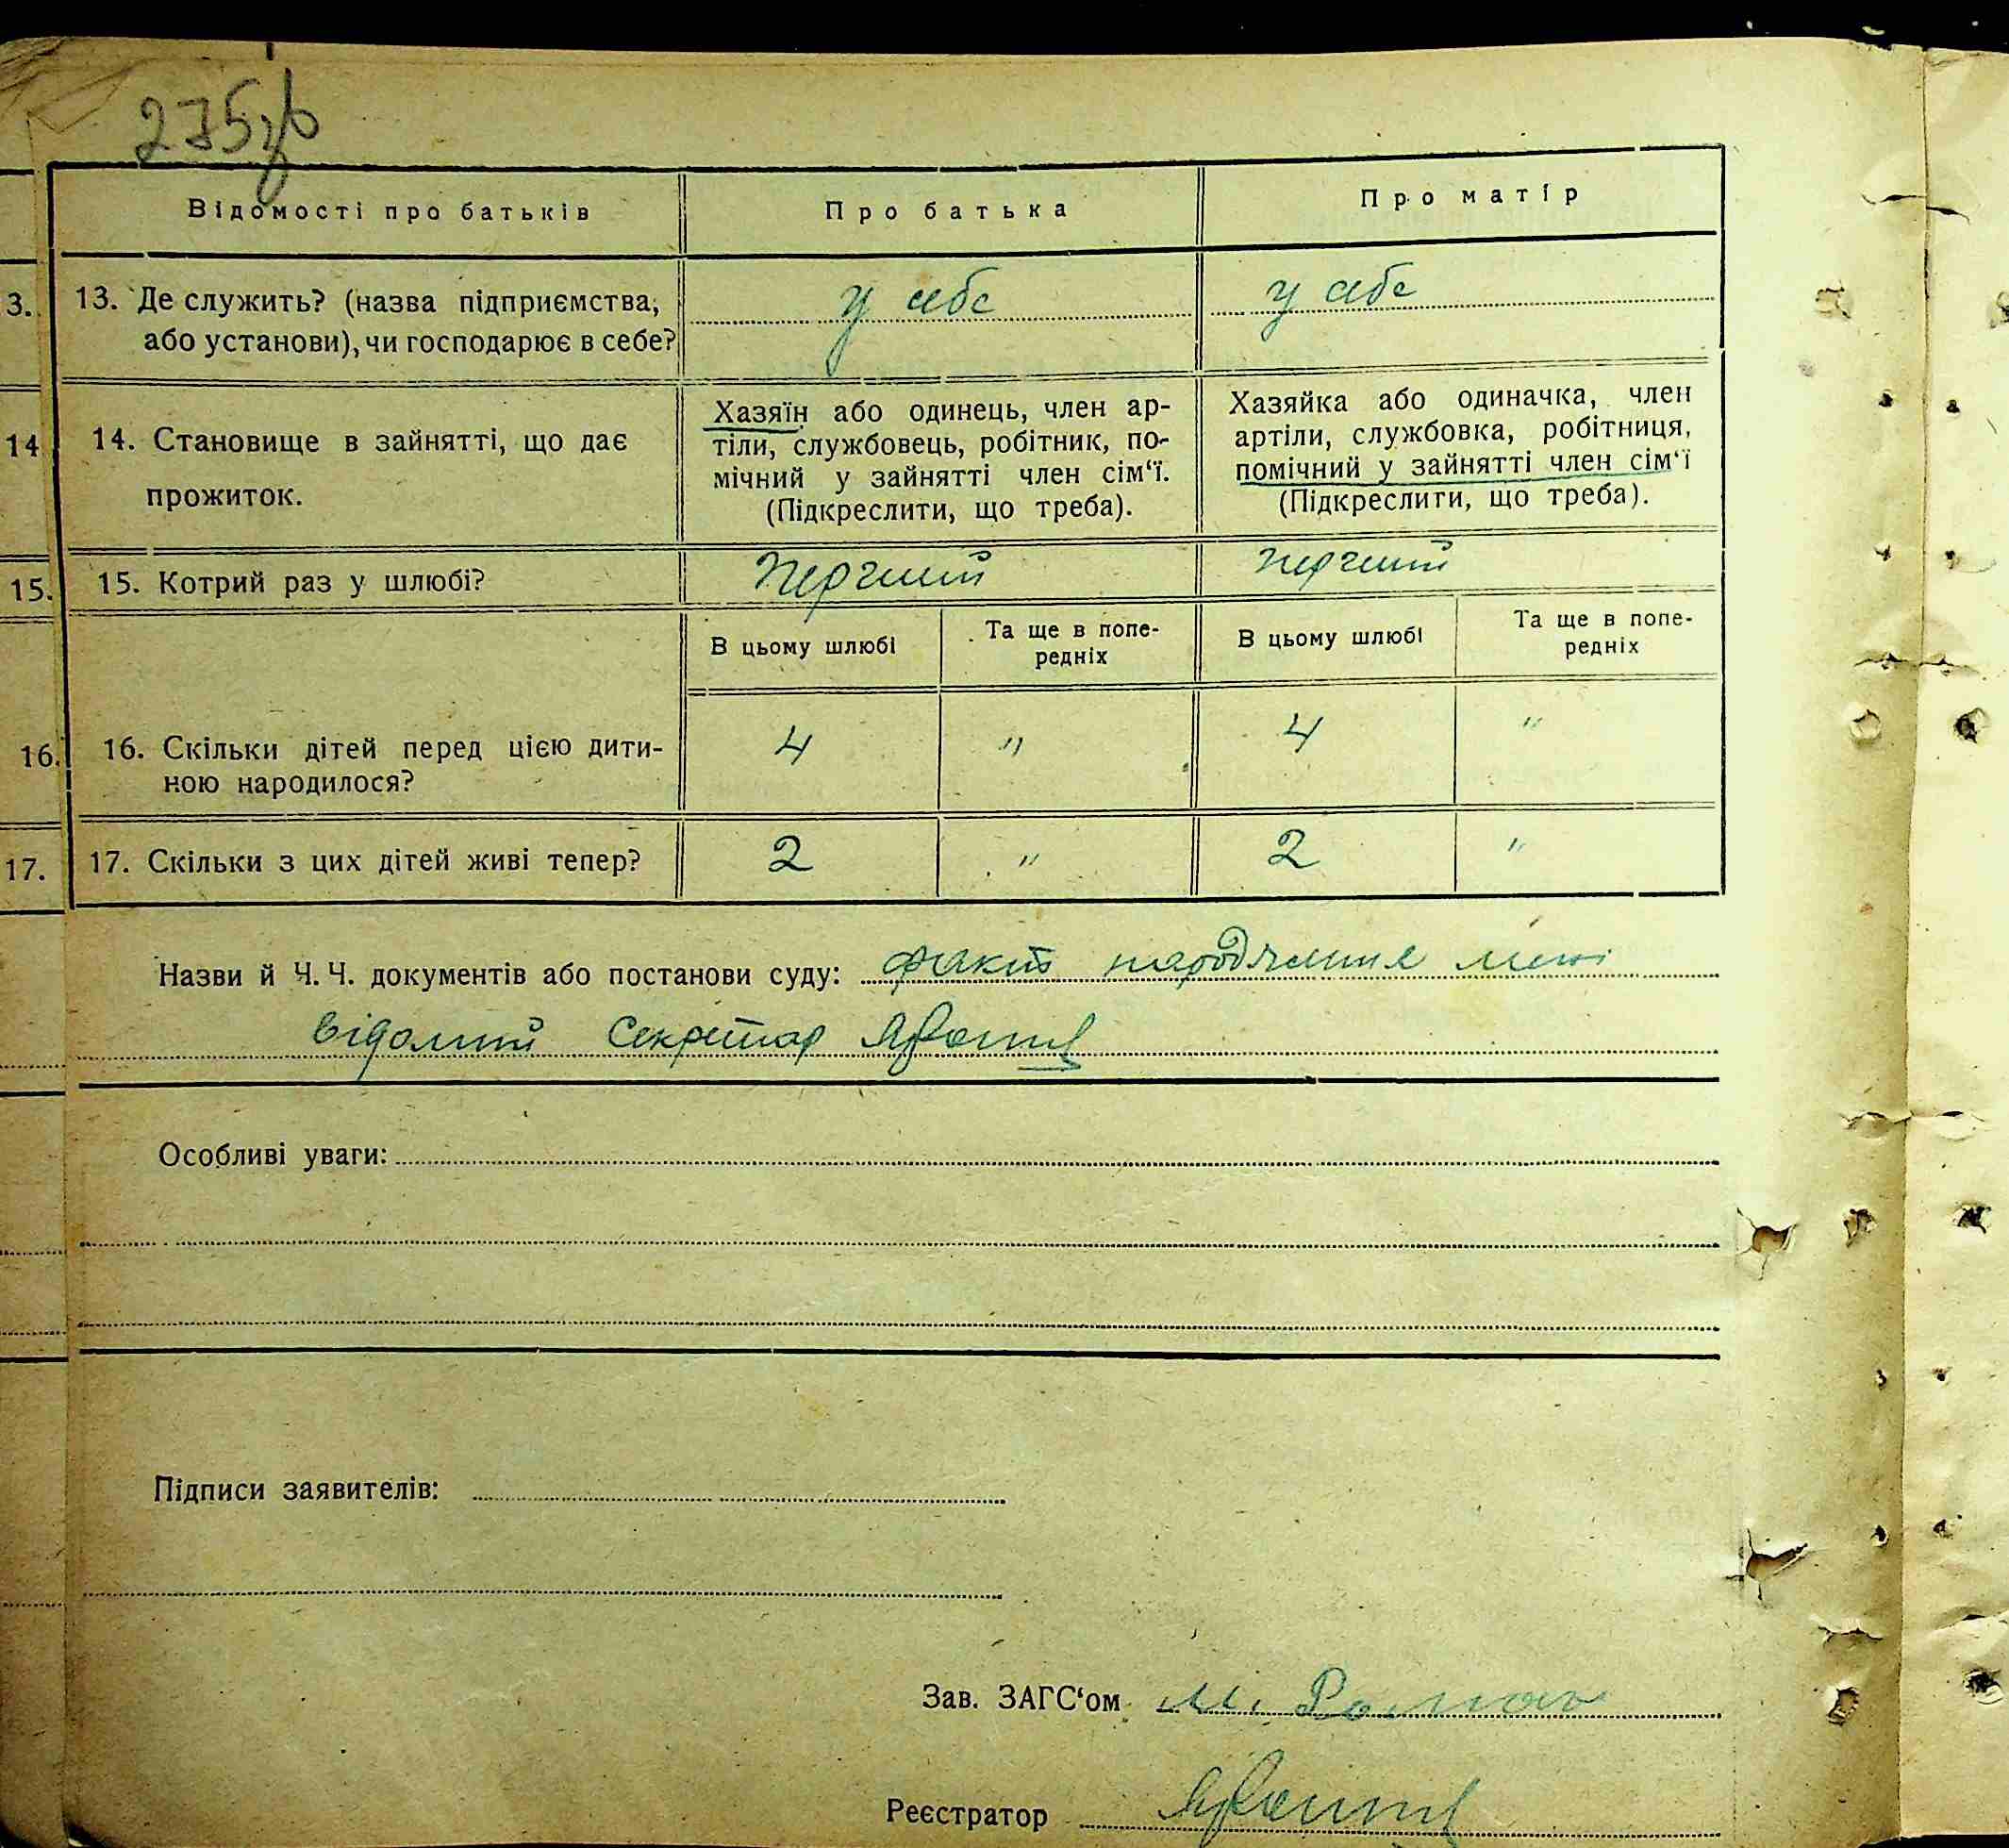 275зв
Відомості про батьків
Про батька
Про матір
3.
13. Де служить? (назва підприємства,
або установи), чи господарює в себе?
у себе
у себе
14
14. Становище в зайнятті, що дає
прожиток.
Хазяїн або одинець, член ар-
тіли, службовець, робітник, по-
мічний у зайнятті член сім‘ї.
(Підкреслити, що треба).
Хазяйка або одиначка, член
артіли, службовка, робітниця,
помічний у зайнятті член сім‘ї
(Підкреслити, що треба).
15.
15. Котрий раз у шлюбі?
перший
перший
В цьому шлюбі
Та ще в попе-
редніх
В цьому шлюбі
Та ще в попе-
редніх
16.
16. Скільки дітей перед цією дити-
ною народилося?
4
"
4
"
17.
17. Скільки з цих дітей живі тепер?
2
"
2
"
Назви й Ч. Ч. документів або постанови суду: факт народження мені
відомий Секретар
Особливі уваги:
Підписи заявителів:
Зав. ЗАГС‘ом М.
Реєстратор